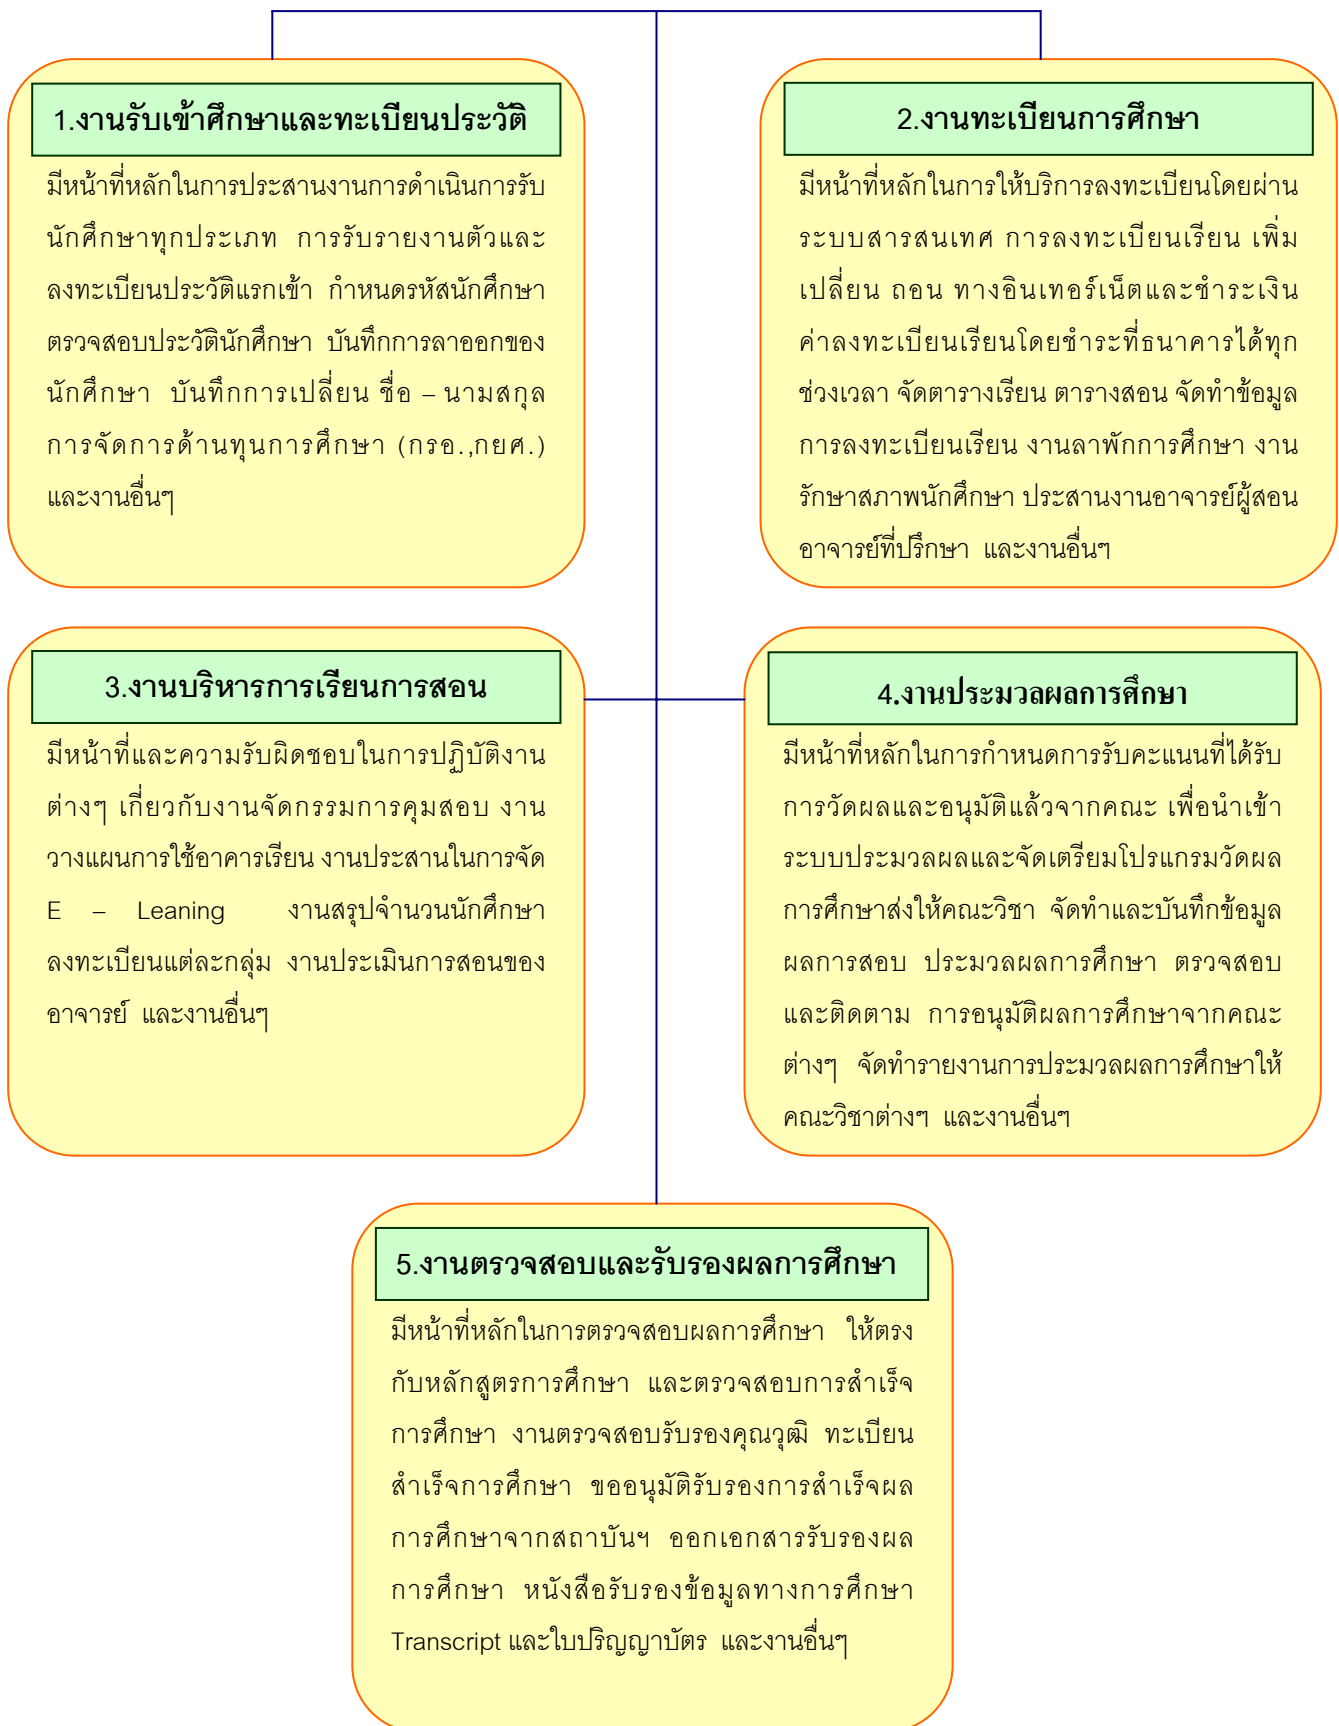 1.งานรับเข้าศึกษาและทะเบียนประวัติ
มีหน้าที่หลักในการประสานงานการดำเนินการรับ
นักศึกษาทุกประเภท การรับรายงานตัวและ
ลงทะเบียนประวัติแรกเข้า กำหนดรหัสนักศึกษา
ตรวจสอบประวัตินักศึกษา บันทึกการลาออกของ
นักศึกษา บันทึกการเปลี่ยน ชื่อ – นามสกุล
การจัดการด้านทุนการศึกษา (กรอ.,กยศ.)
และงานอื่นๆ
2.งานทะเบียนการศึกษา
มีหน้าที่หลักในการให้บริการลงทะเบียนโดยผ่าน
ระบบสารสนเทศ การลงทะเบียนเรียน เพิ่ม
เปลี่ยน ถอน ทางอินเทอร์เน็ตและชำระเงิน
ค่าลงทะเบียนเรียนโดยชำระที่ธนาคารได้ทุก
ช่วงเวลา จัดตารางเรียน ตารางสอน จัดทำข้อมูล
การลงทะเบียนเรียน งานลาพักการศึกษา งาน
รักษาสภาพนักศึกษา ประสานงานอาจารย์ผู้สอน
อาจารย์ที่ปรึกษา และงานอื่นๆ
3.งานบริหารการเรียนการสอน
มีหน้าที่และความรับผิดชอบในการปฏิบัติงาน
ต่างๆ เกี่ยวกับงานจัดกรรมการคุมสอบ งาน
วางแผนการใช้อาคารเรียน งานประสานในการจัด
E – Leaning งานสรุปจำนวนนักศึกษา
ลงทะเบียนแต่ละกลุ่ม งานประเมินการสอนของ
อาจารย์ และงานอื่นๆ
4.งานประมวลผลการศึกษา
มีหน้าที่หลักในการกำหนดการรับคะแนนที่ได้รับ
การวัดผลและอนุมัติแล้วจากคณะ เพื่อนำเข้า
ระบบประมวลผลและจัดเตรียมโปรแกรมวัดผล
การศึกษาส่งให้คณะวิชา จัดทำและบันทึกข้อมูล
ผลการสอบ ประมวลผลการศึกษา ตรวจสอบ
และติดตาม การอนุมัติผลการศึกษาจากคณะ
ต่างๆ จัดทำรายงานการประมวลผลการศึกษาให้
คณะวิชาต่างๆ และงานอื่นๆ
5.งานตรวจสอบและรับรองผลการศึกษา
มีหน้าที่หลักในการตรวจสอบผลการศึกษา ให้ตรง
กับหลักสูตรการศึกษา และตรวจสอบการสำเร็จ
การศึกษา งานตรวจสอบรับรองคุณวุฒิ ทะเบียน
สำเร็จการศึกษา ขออนุมัติรับรองการสำเร็จผล
การศึกษาจากสถาบันฯ ออกเอกสารรับรองผล
การศึกษา หนังสือรับรองข้อมูลทางการศึกษา
Transcript และใบปริญญาบัตร และงานอื่นๆ